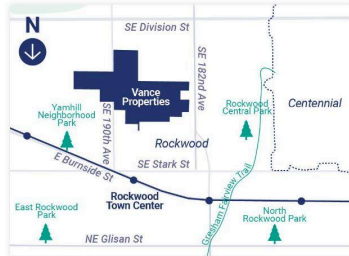 N
SE Division St
Vance
Properties
SE 190th Ave
SE 182nd Ave
Yamhill
Neighborhood
Park
Rockwood
Central Park
Centennial
Rockwood
E Burnside St
SE Stark St
Rockwood
Town Center
Gresham Fairview Trail
East Rockwood
Park
North
Rockwood Park
NE Glisan St